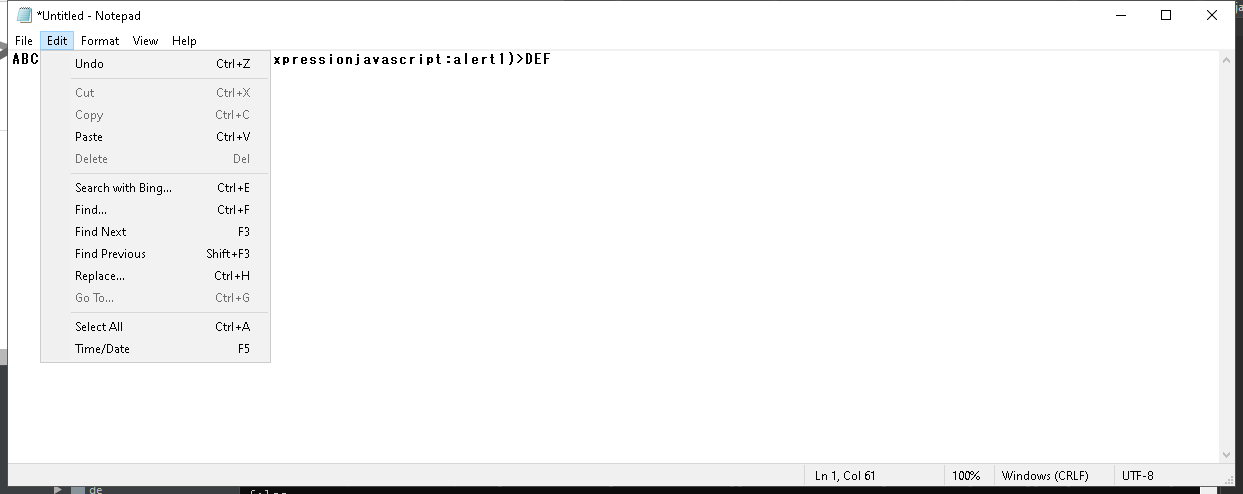 *Untitled - Notepad
File Edit Format View Help
ABC xpressionjavascript:alert1)>DEF
Undo Ctrl+Z
Cut Ctrl+X
Copy Ctrl+C
Paste Ctrl+V
Delete Del
Search with Bing... Ctrl+E
Find... Ctrl+F
Find Next F3
Find Previous Shift+F3
Replace... Ctrl+H
Go To... Ctrl+G
Select All Ctrl+A
Time/Date F5
Ln 1, Col 61 100% Windows (CRLF) UTF-8
de